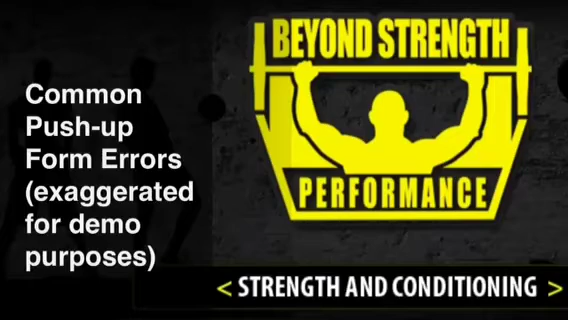 Common
Push-up
Form Errors
(exaggerated
for demo
purposes)
BEYOND STRENGTH
PERFORMANCE
< STRENGTH AND CONDITIONING >